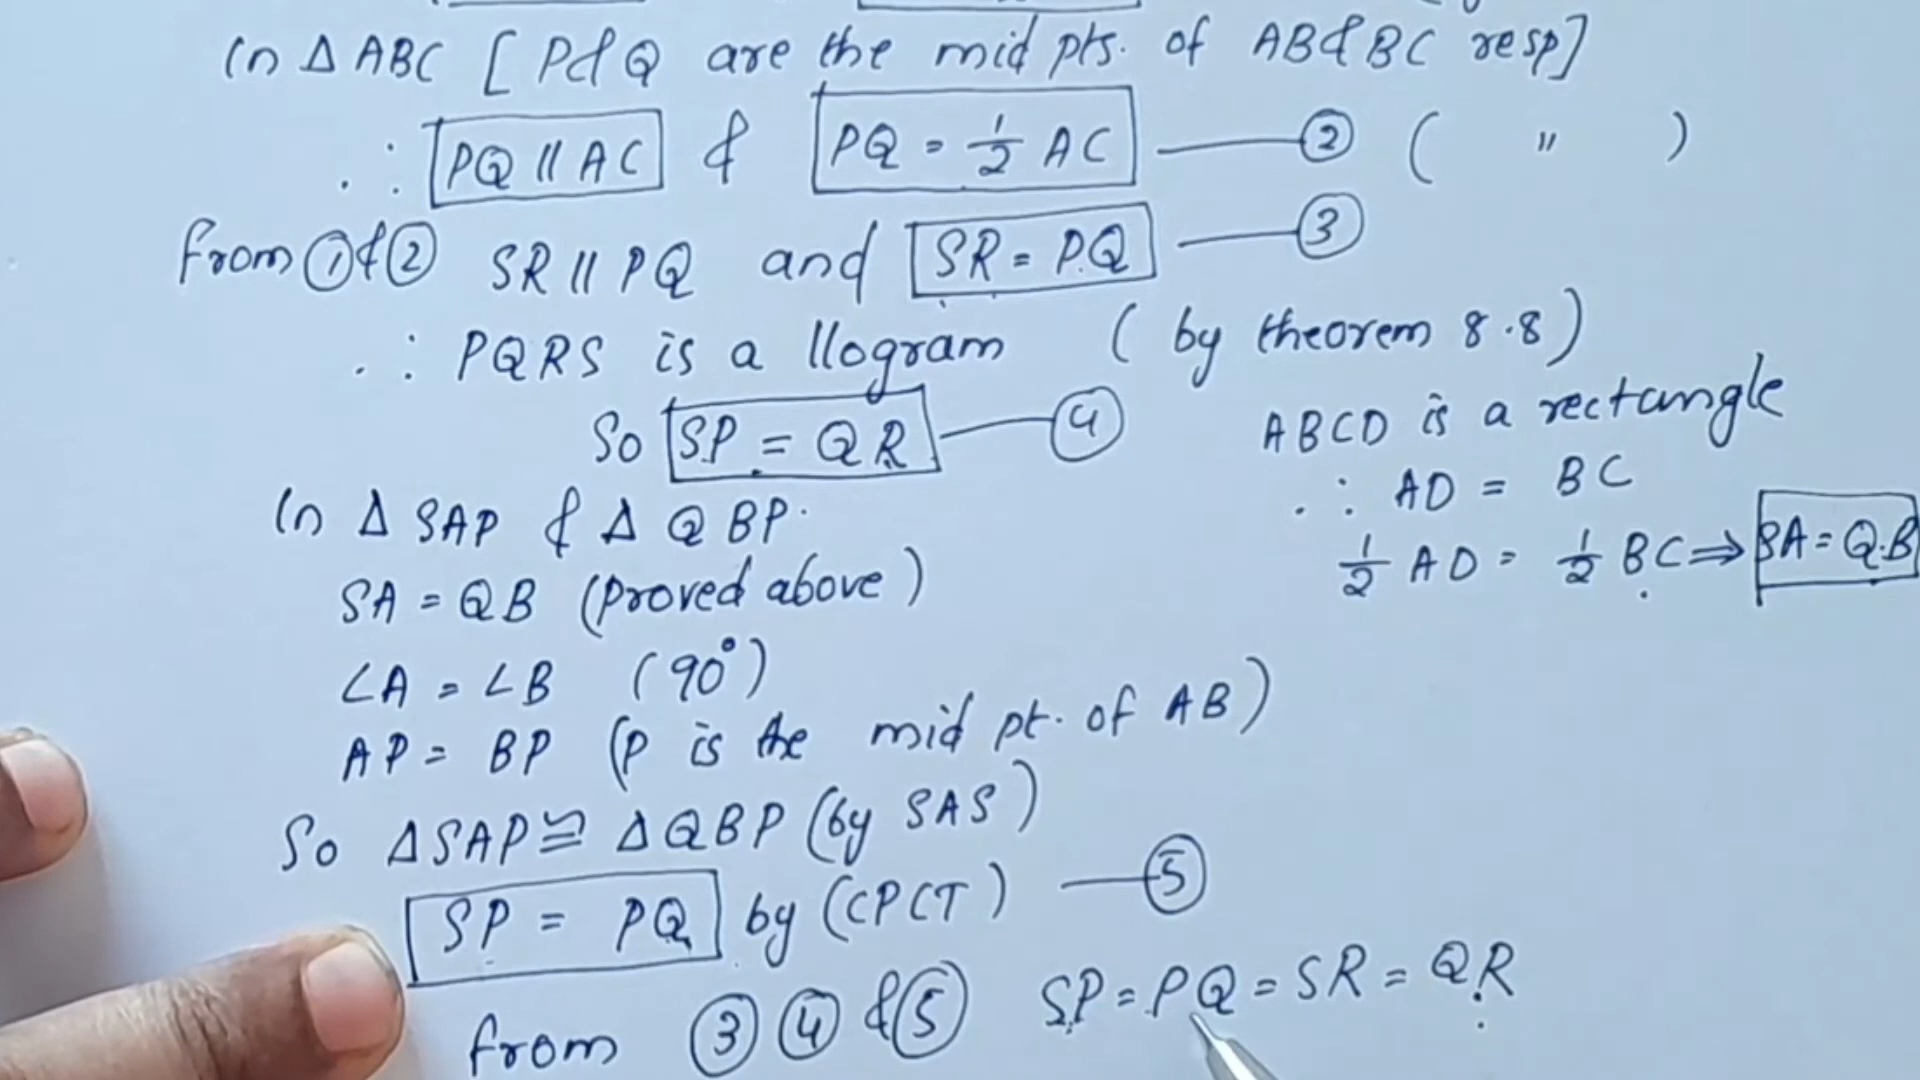 In Δ ABC [P & Q are the mid pts. of AB & BC resp]
∴ PQ || AC & PQ = 1/2 AC —— ② ( " )
from ① & ② SR || PQ and SR = PQ —— ③
∴ PQRS is a llogram ( by theorem 8.8)
So SP = QR —— ④
ABCD is a rectangle
∴ AD = BC
1/2 AD = 1/2 BC ⇒ SA = QB
In Δ SAP & Δ QBP.
SA = QB (proved above)
∠A = ∠B (90°)
AP = BP (P is the mid pt. of AB)
So ΔSAP ≅ ΔQBP (by SAS)
SP = PQ by (CPCT) —— ⑤
from ③ ④ & ⑤ SP = PQ = SR = QR